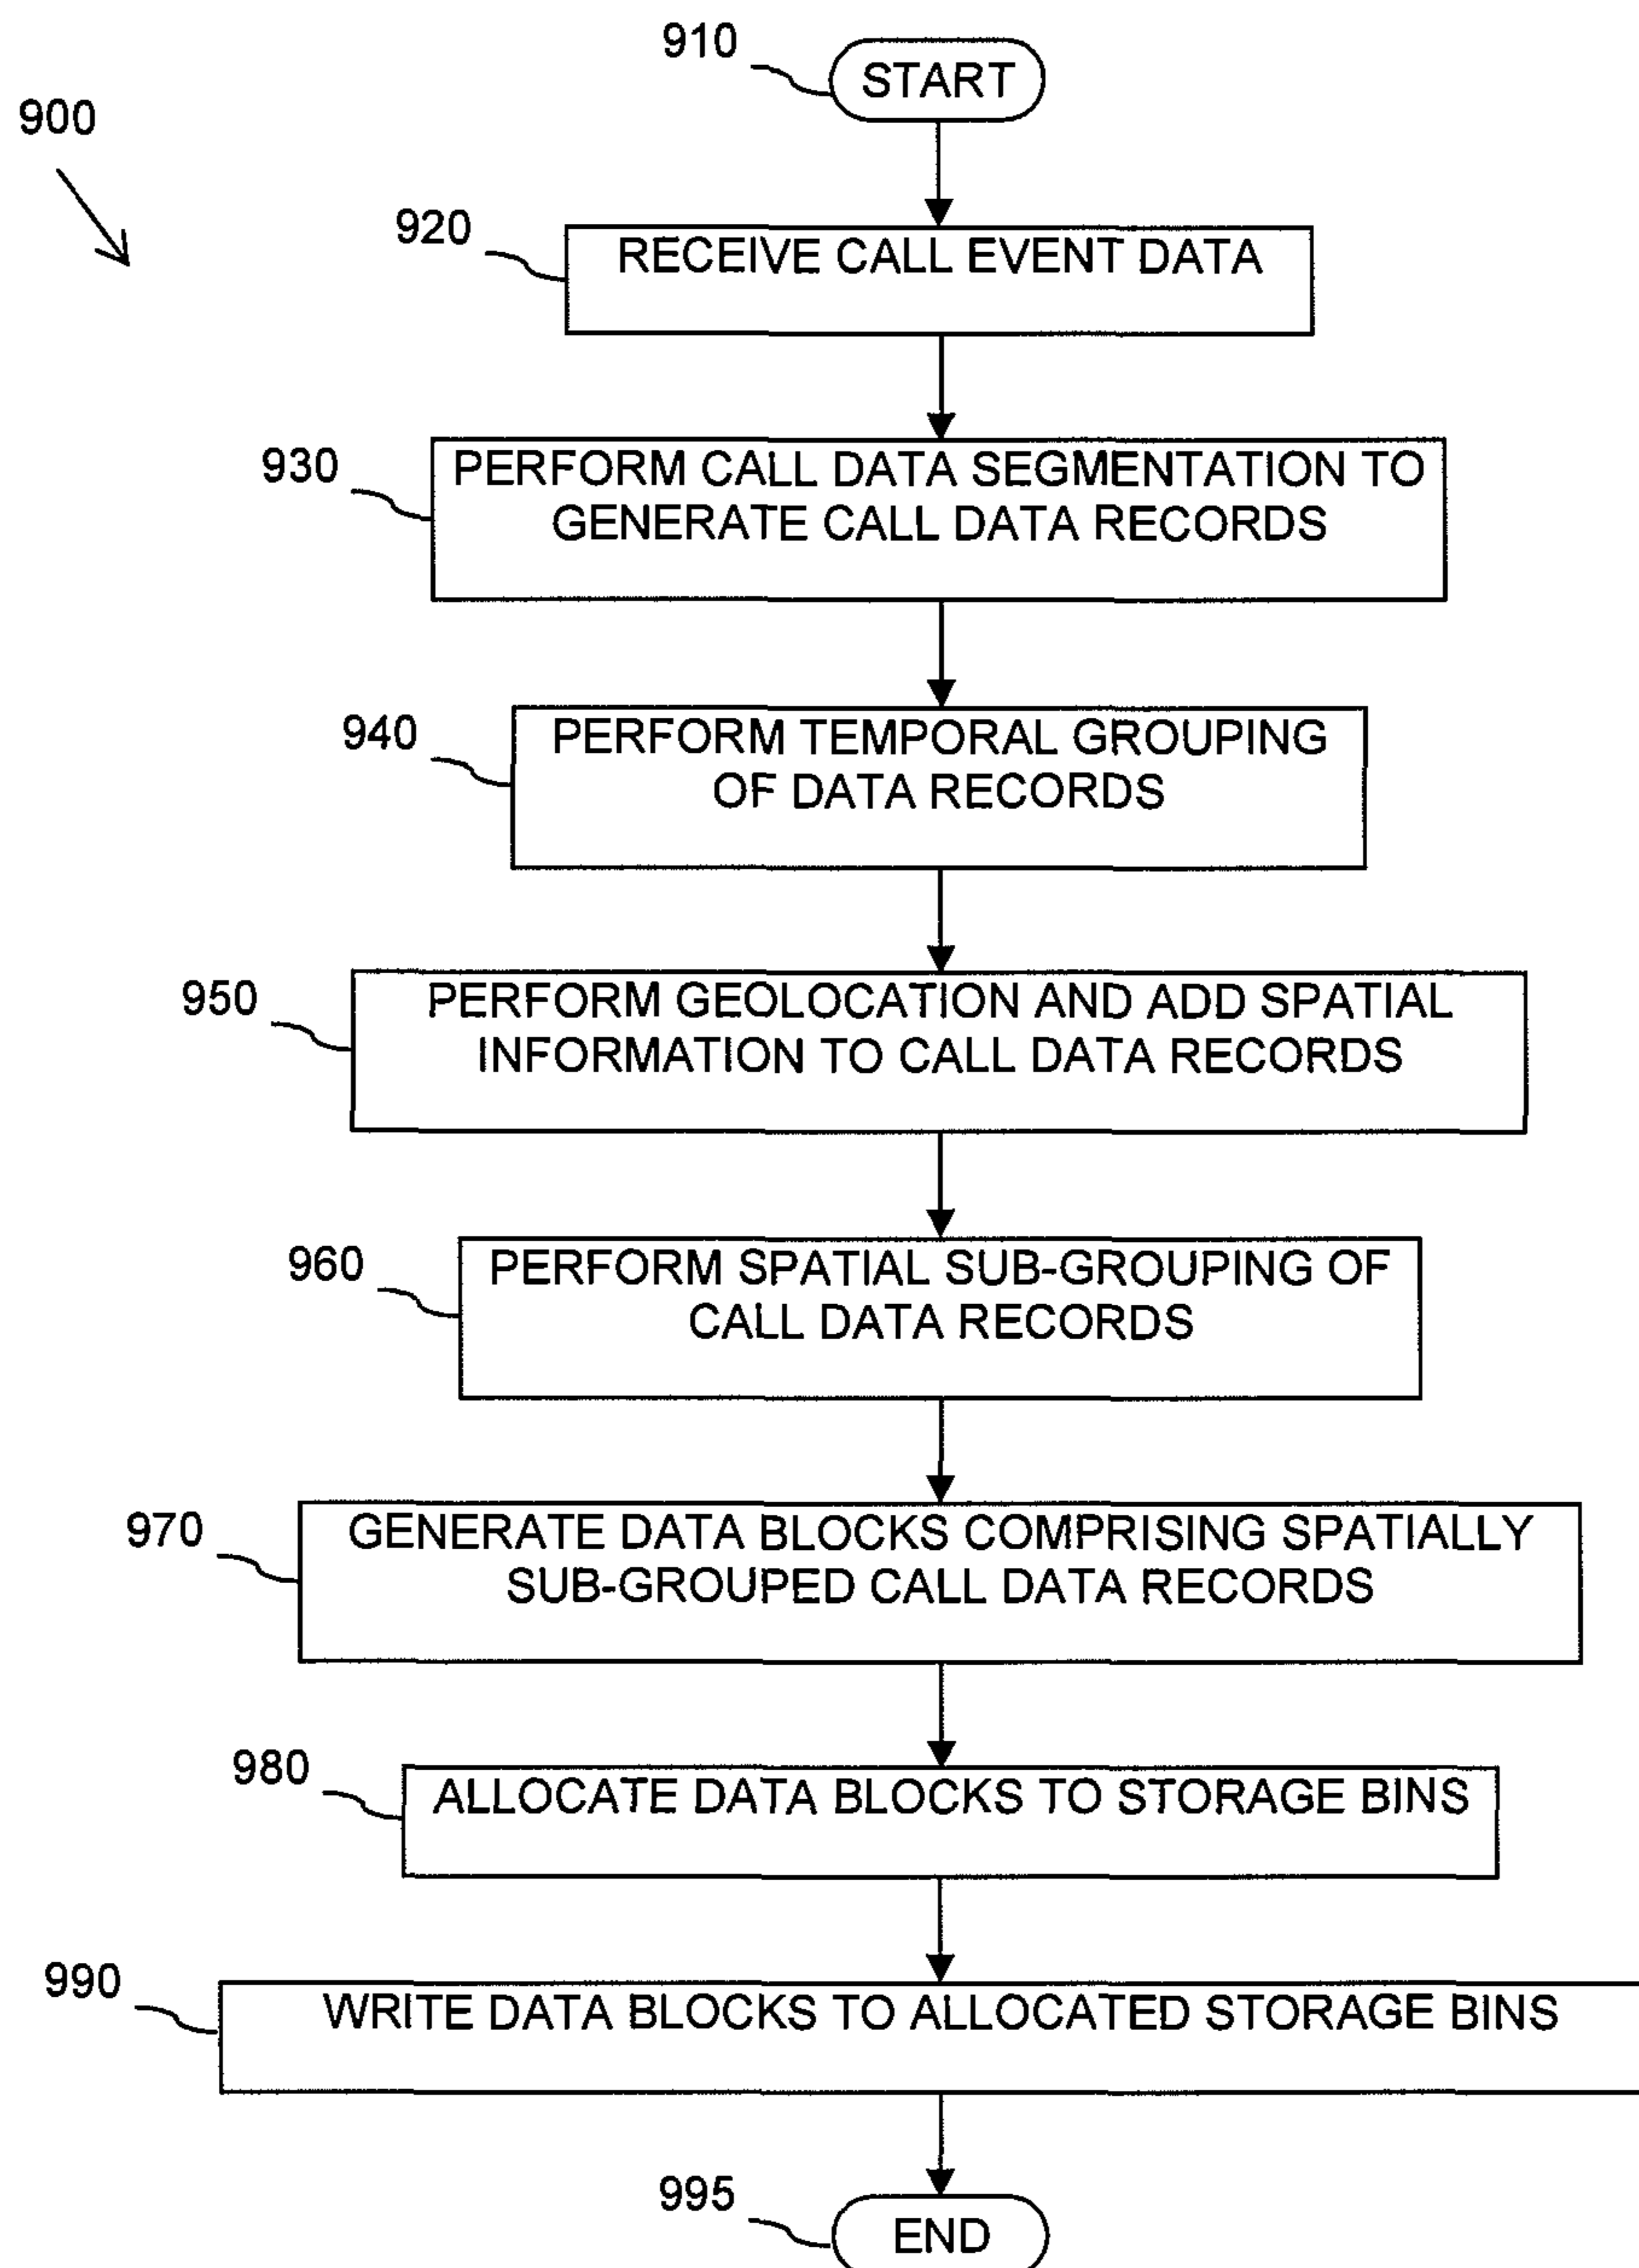 910
START
900
920
RECEIVE CALL EVENT DATA
930
PERFORM CALL DATA SEGMENTATION TO
GENERATE CALL DATA RECORDS
940
PERFORM TEMPORAL GROUPING
OF DATA RECORDS
950
PERFORM GEOLOCATION AND ADD SPATIAL
INFORMATION TO CALL DATA RECORDS
960
PERFORM SPATIAL SUB-GROUPING OF
CALL DATA RECORDS
970
GENERATE DATA BLOCKS COMPRISING SPATIALLY
SUB-GROUPED CALL DATA RECORDS
980
ALLOCATE DATA BLOCKS TO STORAGE BINS
990
WRITE DATA BLOCKS TO ALLOCATED STORAGE BINS
995
END